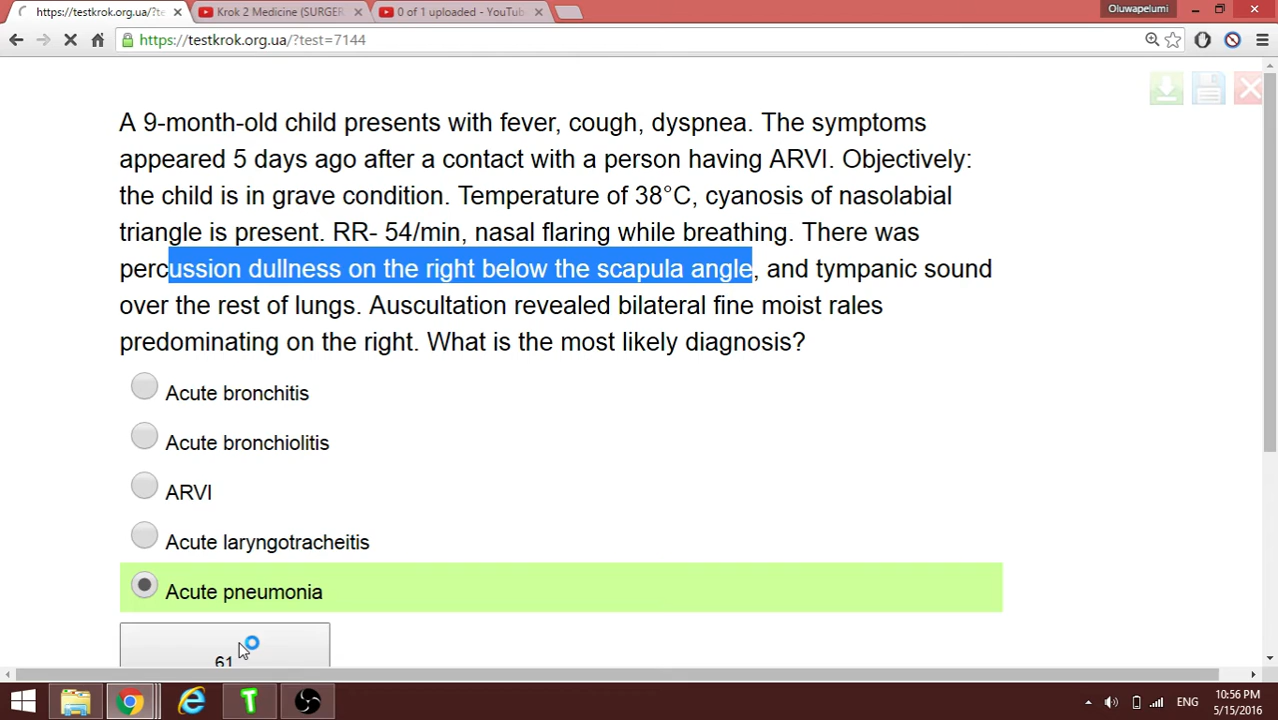 https://testkrok.org.ua/?te
Krok 2 Medicine (SURGER
0 of 1 uploaded - YouTub
Oluwapelumi
https://testkrok.org.ua/?test=7144
A 9-month-old child presents with fever, cough, dyspnea. The symptoms
appeared 5 days ago after a contact with a person having ARVI. Objectively:
the child is in grave condition. Temperature of 38°C, cyanosis of nasolabial
triangle is present. RR- 54/min, nasal flaring while breathing. There was
percussion dullness on the right below the scapula angle, and tympanic sound
over the rest of lungs. Auscultation revealed bilateral fine moist rales
predominating on the right. What is the most likely diagnosis?
Acute bronchitis
Acute bronchiolitis
ARVI
Acute laryngotracheitis
Acute pneumonia
61
ENG
10:56 PM
5/15/2016